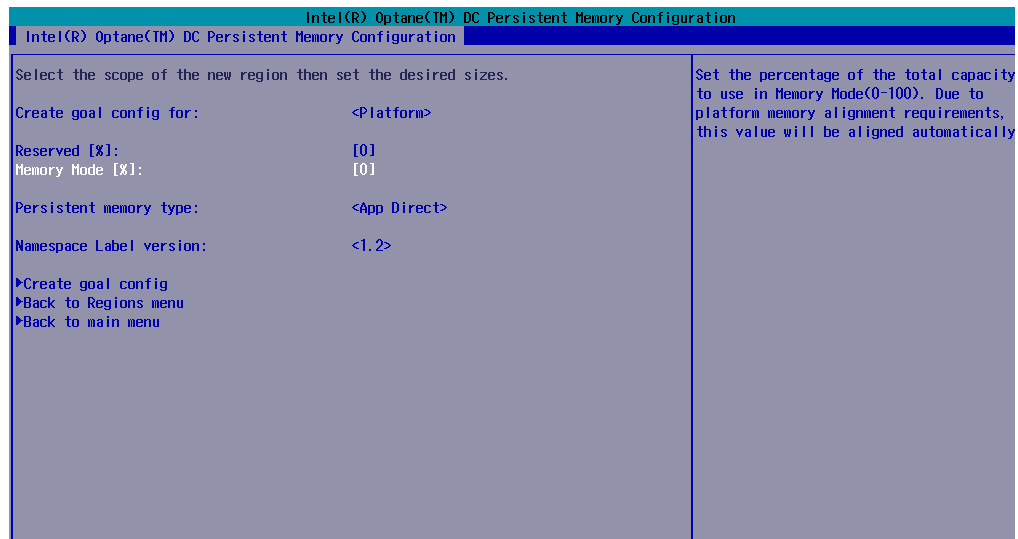 Intel(R) Optane(TM) DC Persistent Memory Configuration
Intel(R) Optane(TM) DC Persistent Memory Configuration
Select the scope of the new region then set the desired sizes.
Create goal config for: <Platform>
Reserved [%]: [0]
Memory Mode [%]: [0]
Persistent memory type: <App Direct>
Namespace Label version: <1.2>
Create goal config
Back to Regions menu
Back to main menu
Set the percentage of the total capacity
to use in Memory Mode(0-100). Due to
platform memory alignment requirements,
this value will be aligned automatically